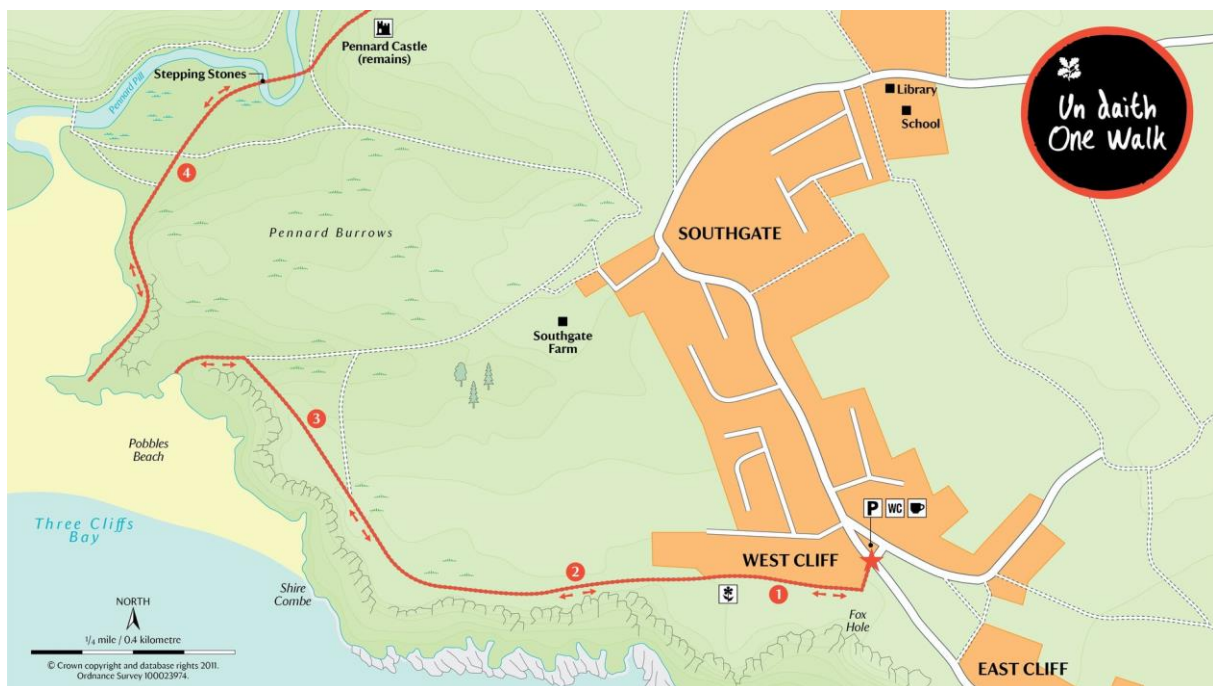 Pennard Castle
(remains)
Stepping Stones
Pennard Pill
Library
School
Un daith
One Walk
4
Pennard Burrows
SOUTHGATE
Southgate
Farm
3
Pobbles
Beach
Three Cliffs
Bay
P
WC
WEST CLIFF
2
1
Shire
Combe
Fox
Hole
EAST CLIFF
NORTH
1/4 mile / 0.4 kilometre
© Crown copyright and database rights 2011.
Ordnance Survey 100023974.